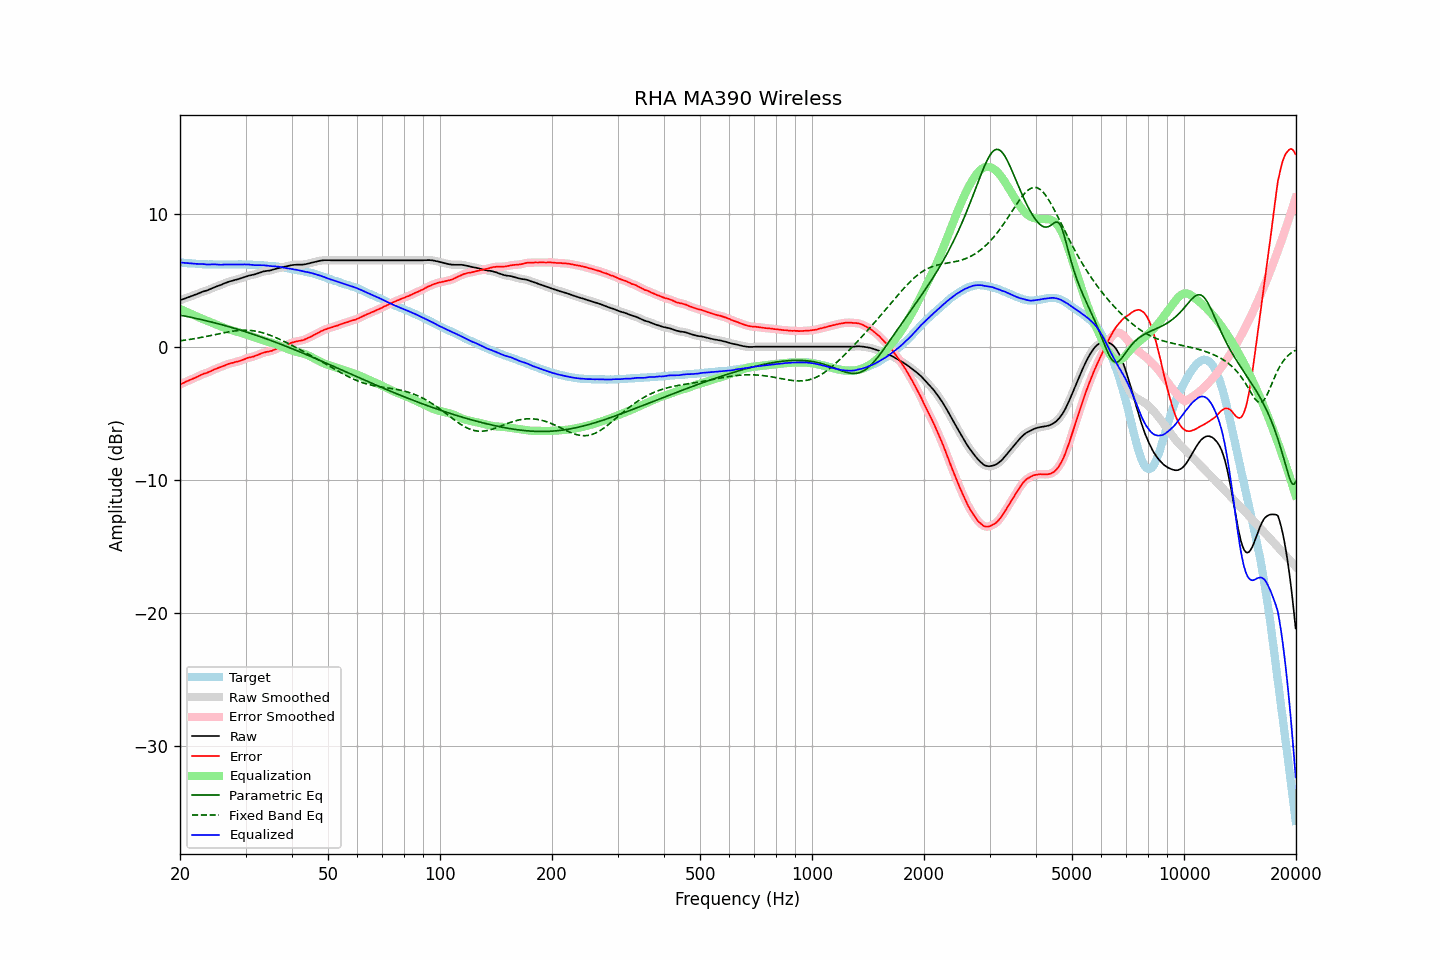 RHA MA390 Wireless
Amplitude (dBr)
10
0
−10
−20
−30
Target
Raw Smoothed
Error Smoothed
Raw
Error
Equalization
Parametric Eq
Fixed Band Eq
Equalized
20 50 100 200 500 1000 2000 5000 10000 20000
Frequency (Hz)